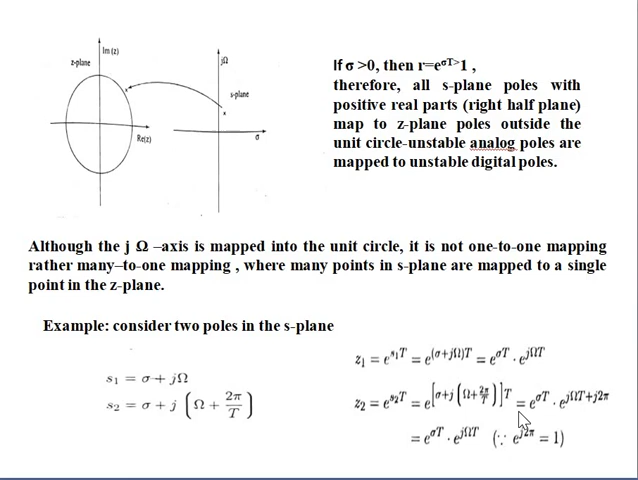 Im (z)
z-plane
jΩ
s-plane
Re(z)
σ
If σ >0, then r=e^σT>1 ,
therefore, all s-plane poles with
positive real parts (right half plane)
map to z-plane poles outside the
unit circle-unstable analog poles are
mapped to unstable digital poles.
Although the j Ω –axis is mapped into the unit circle, it is not one-to-one mapping
rather many–to-one mapping , where many points in s-plane are mapped to a single
point in the z-plane.
Example: consider two poles in the s-plane
s₁ = σ + jΩ
s₂ = σ + j (Ω + 2π/T)
z₁ = e^{s₁T} = e^{(σ+jΩ)T} = e^{σT} . e^{jΩT}
z₂ = e^{s₂T} = e^{[σ+j(Ω+2π/T)]T} = e^{σT} . e^{jΩT+j2π}
= e^{σT} . e^{jΩT} (∵ e^{j2π} = 1)